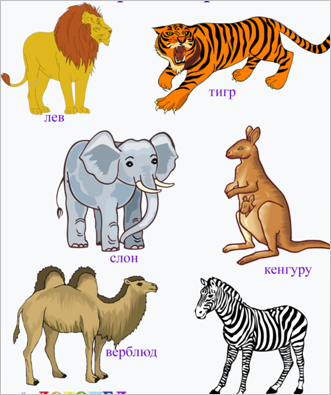 лев
тигр
слон
кенгуру
верблюд